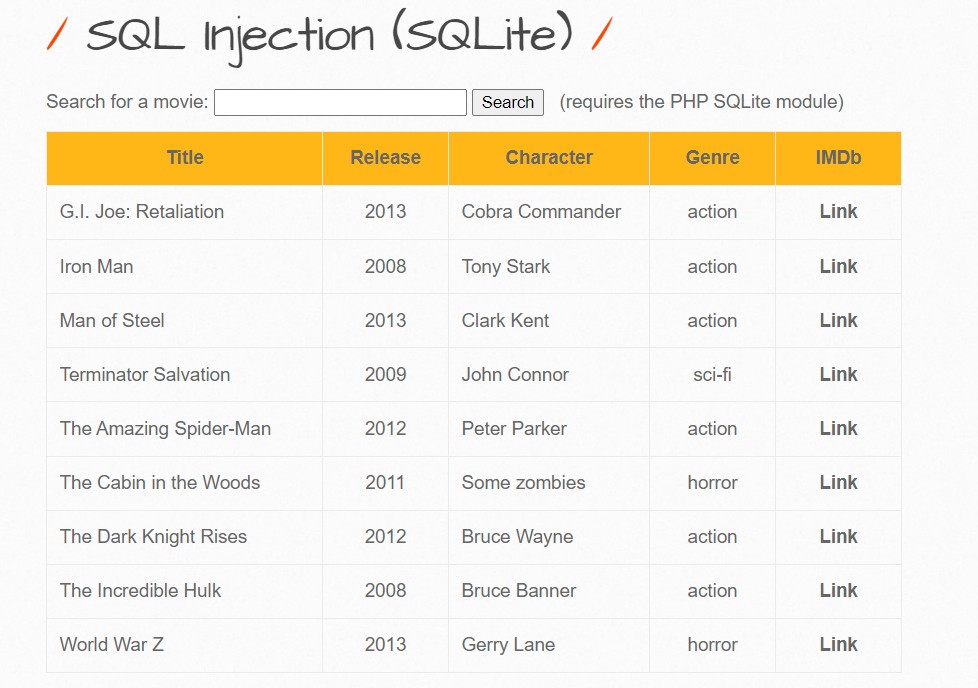 / SQL Injection (SQLite) /
Search for a movie: Search (requires the PHP SQLite module)
Title Release Character Genre IMDb
G.I. Joe: Retaliation 2013 Cobra Commander action Link
Iron Man 2008 Tony Stark action Link
Man of Steel 2013 Clark Kent action Link
Terminator Salvation 2009 John Connor sci-fi Link
The Amazing Spider-Man 2012 Peter Parker action Link
The Cabin in the Woods 2011 Some zombies horror Link
The Dark Knight Rises 2012 Bruce Wayne action Link
The Incredible Hulk 2008 Bruce Banner action Link
World War Z 2013 Gerry Lane horror Link